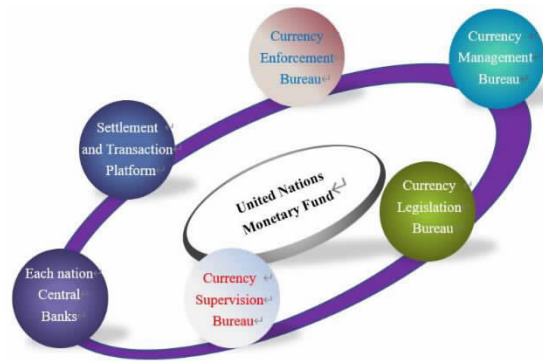 Currency
Enforcement
Bureau
Currency
Management
Bureau
Settlement
and Transaction
Platform
United Nations
Monetary Fund
Currency
Legislation
Bureau
Each nation
Central
Banks
Currency
Supervision
Bureau